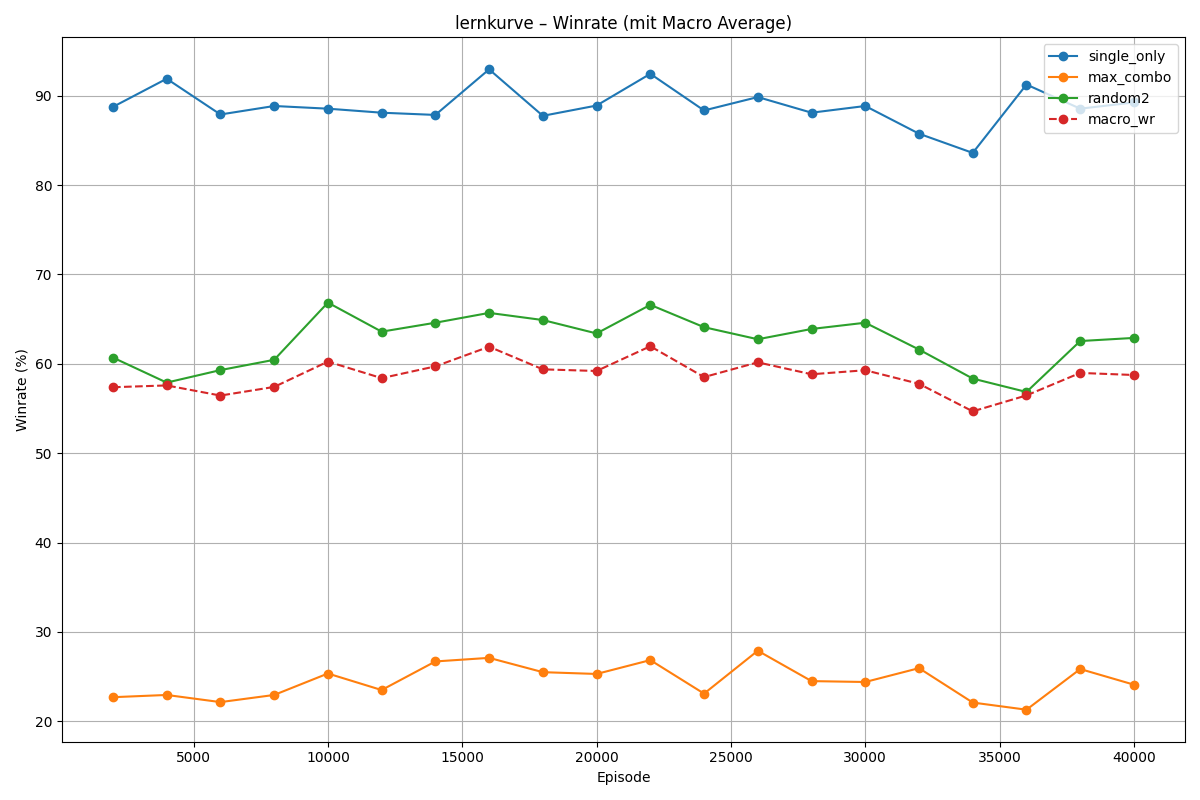 lernkurve – Winrate (mit Macro Average)
single_only
max_combo
random2
macro_wr
Winrate (%)
90
80
70
60
50
40
30
20
5000 10000 15000 20000 25000 30000 35000 40000
Episode